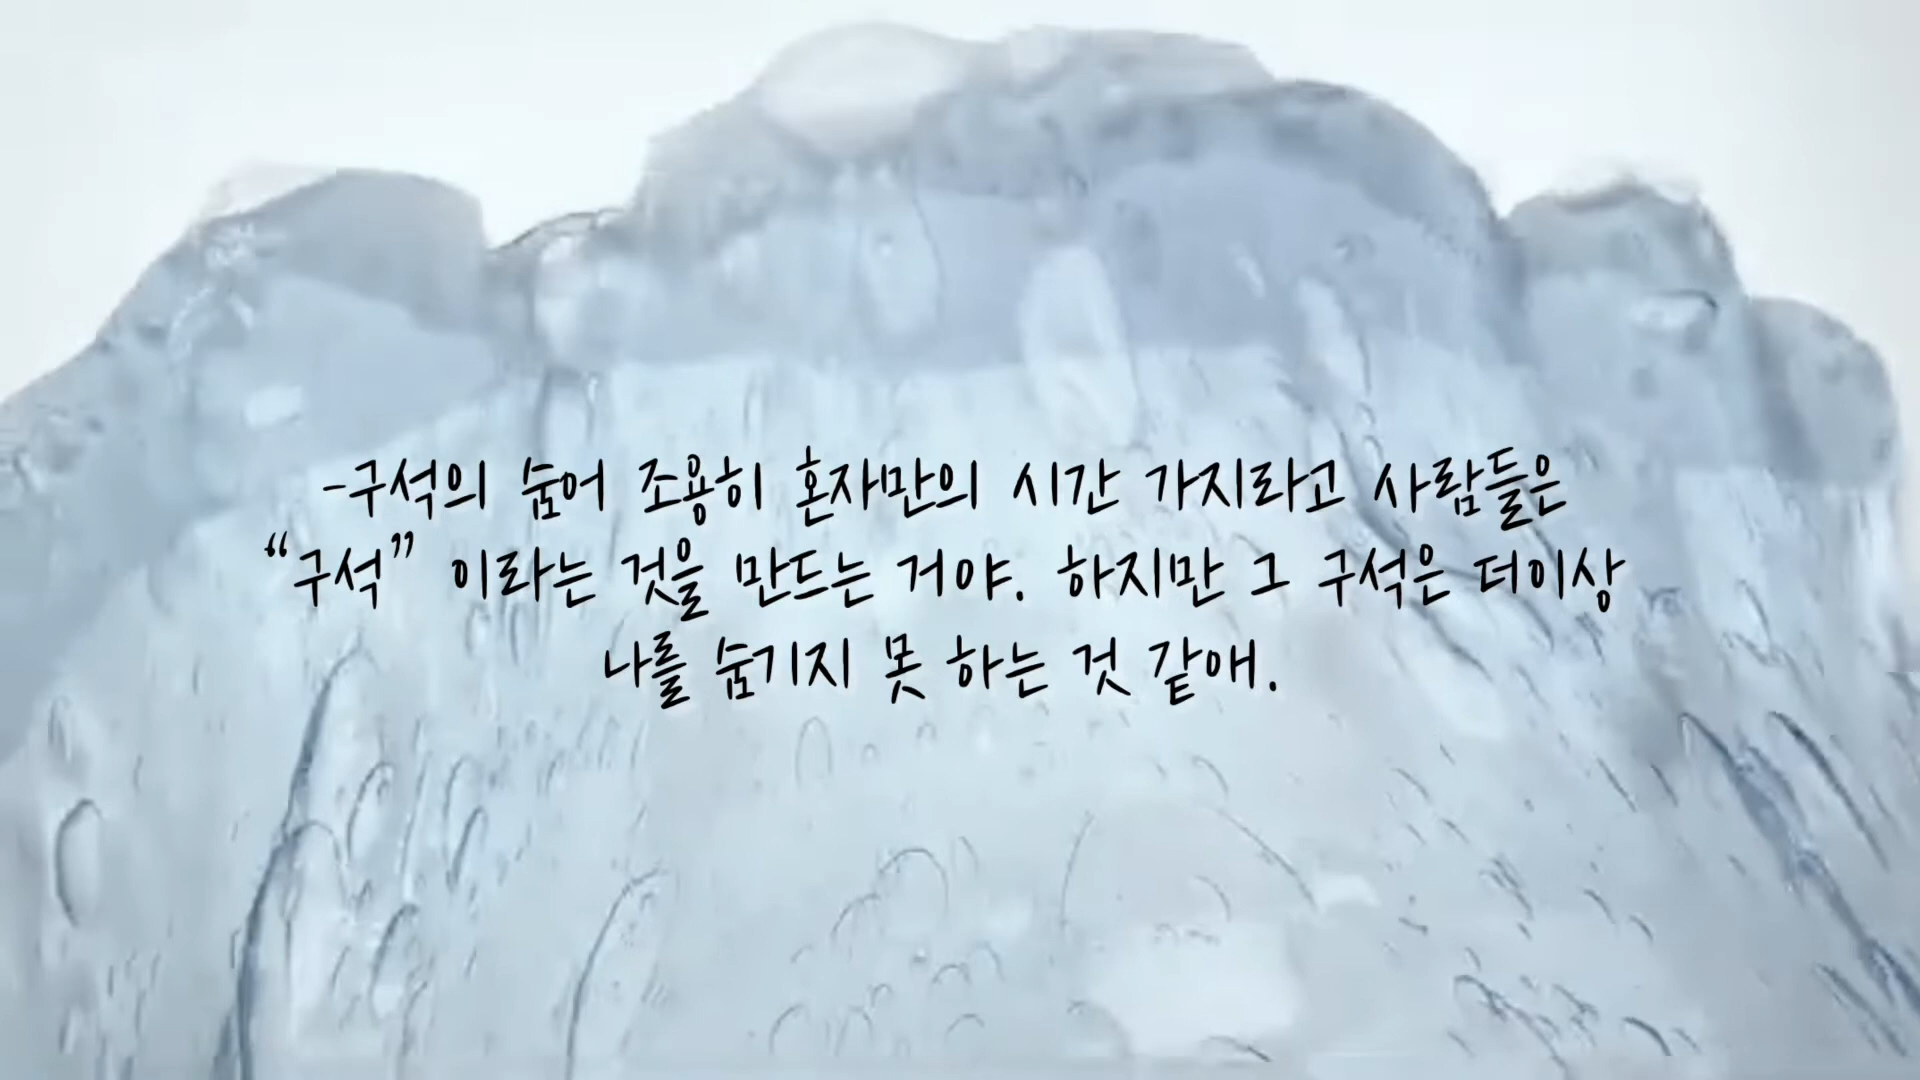 -구석의 숨어 조용히 혼자만의 시간 가지라고 사람들은
“구석” 이라는 것을 만드는 거야. 하지만 그 구석은 더이상
나를 숨기지 못 하는 것 같애.